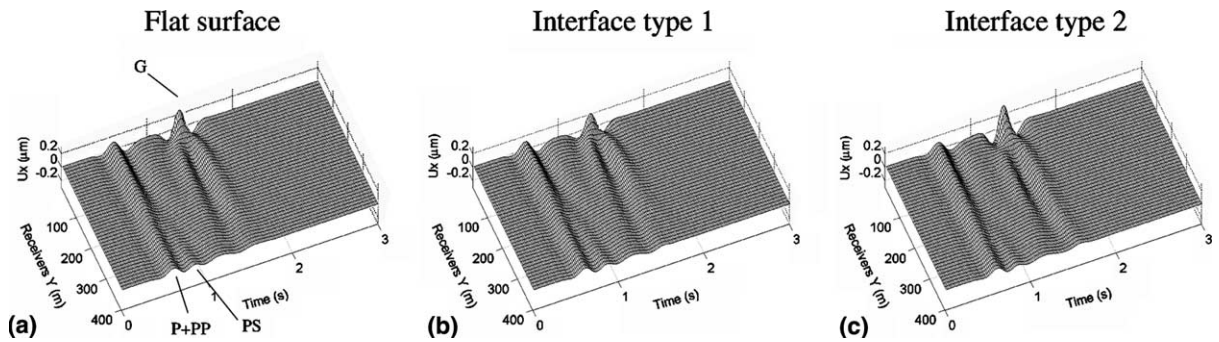 Flat surface
Interface type 1
Interface type 2
G
0.2
0
-0.2
Ux (μm)
100
200
300
400
Receivers Y (m)
0
1
2
3
Time (s)
P+PP
PS
(a)
0.2
0
-0.2
Ux (μm)
100
200
300
400
Receivers Y (m)
0
1
2
3
Time (s)
(b)
0.2
0
-0.2
Ux (μm)
100
200
300
400
Receivers Y (m)
0
1
2
3
Time (s)
(c)